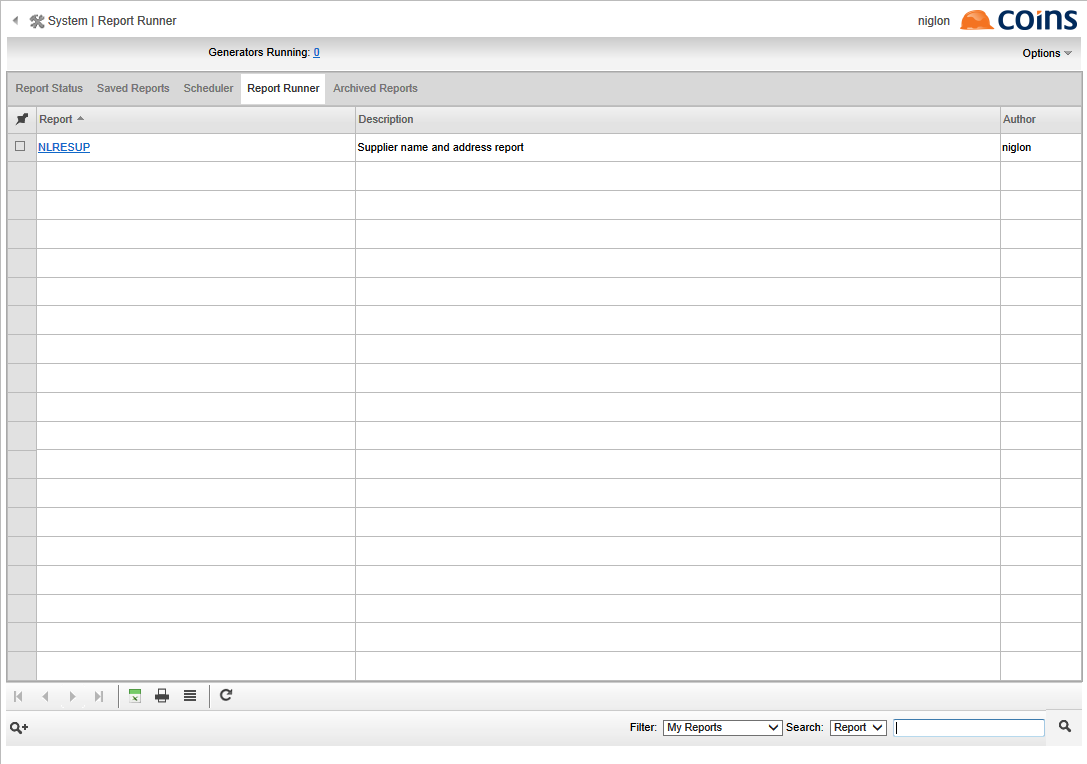 System | Report Runner
niglon
coins
Generators Running: 0
Options
Report Status Saved Reports Scheduler Report Runner Archived Reports
Report Description Author
NLRESUP Supplier name and address report niglon
Filter: My Reports Search: Report